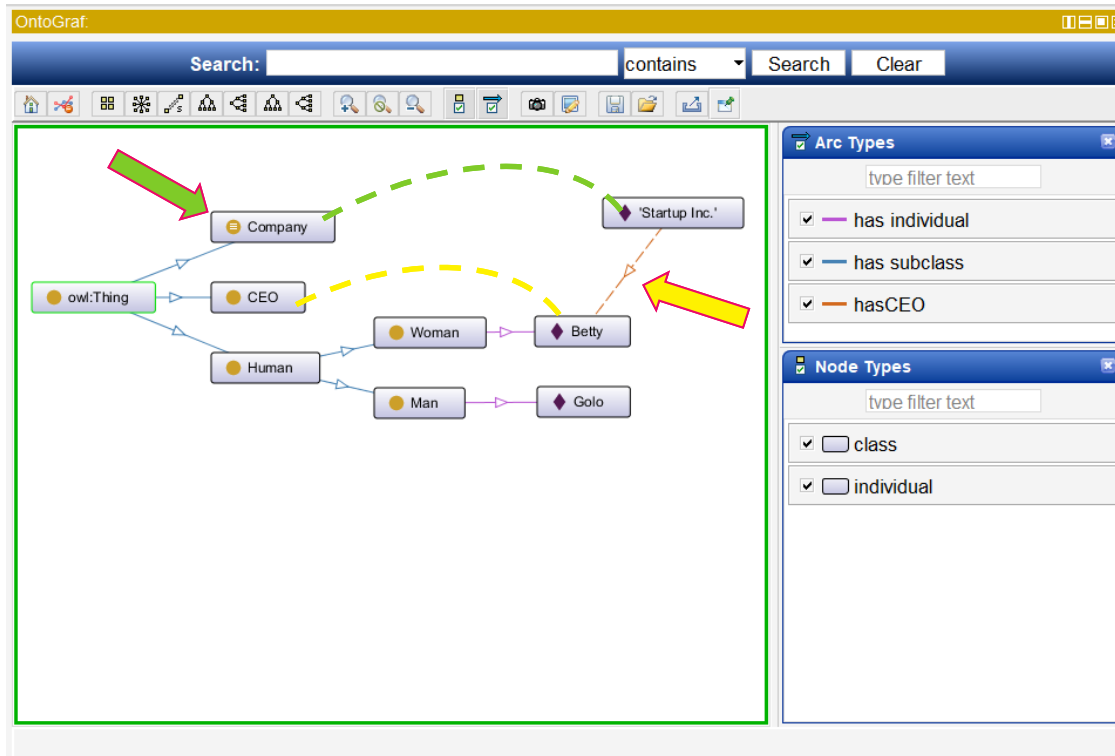 OntoGraf:
Search: contains Search Clear
Arc Types
type filter text
has individual
has subclass
hasCEO
Node Types
type filter text
class
individual
Company
'Startup Inc.'
owl:Thing
CEO
Woman
Betty
Human
Man
Golo